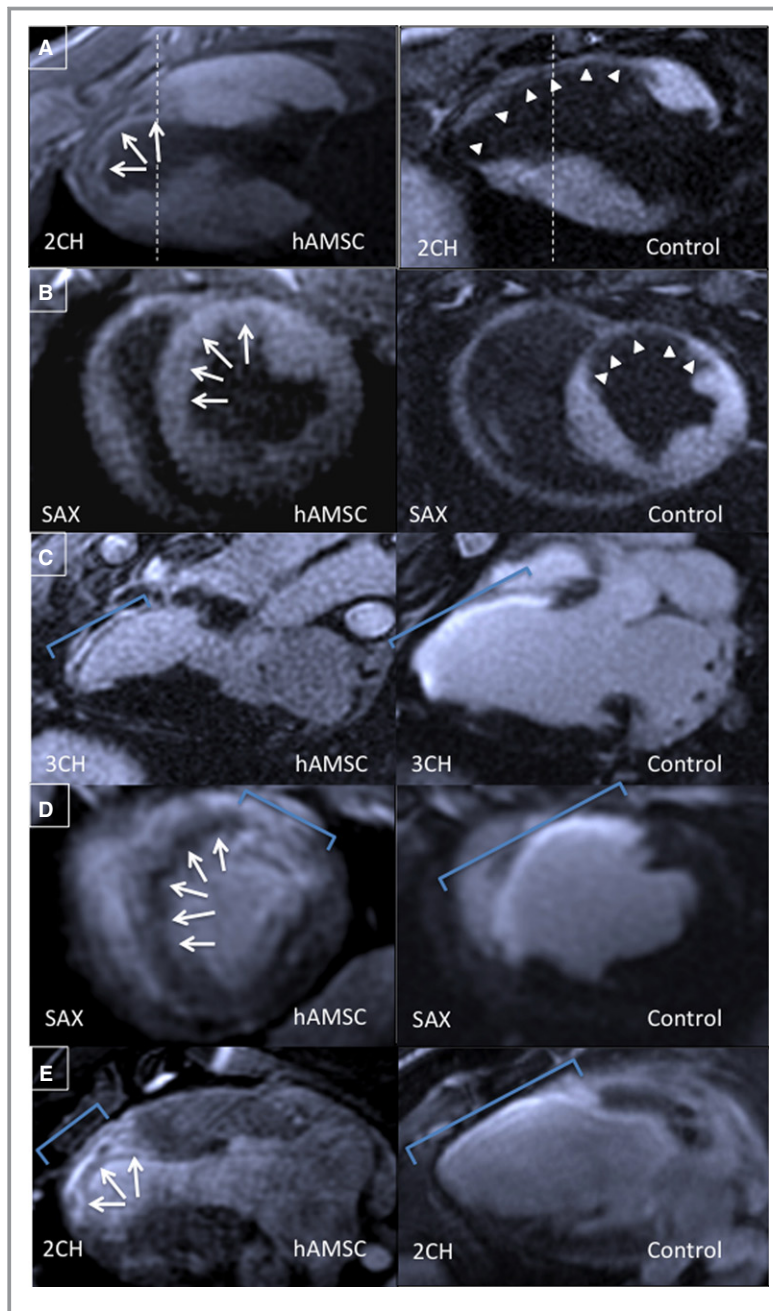 A
2CH hAMSC 2CH Control
B
SAX hAMSC SAX Control
C
3CH hAMSC 3CH Control
D
SAX hAMSC SAX Control
E
2CH hAMSC 2CH Control